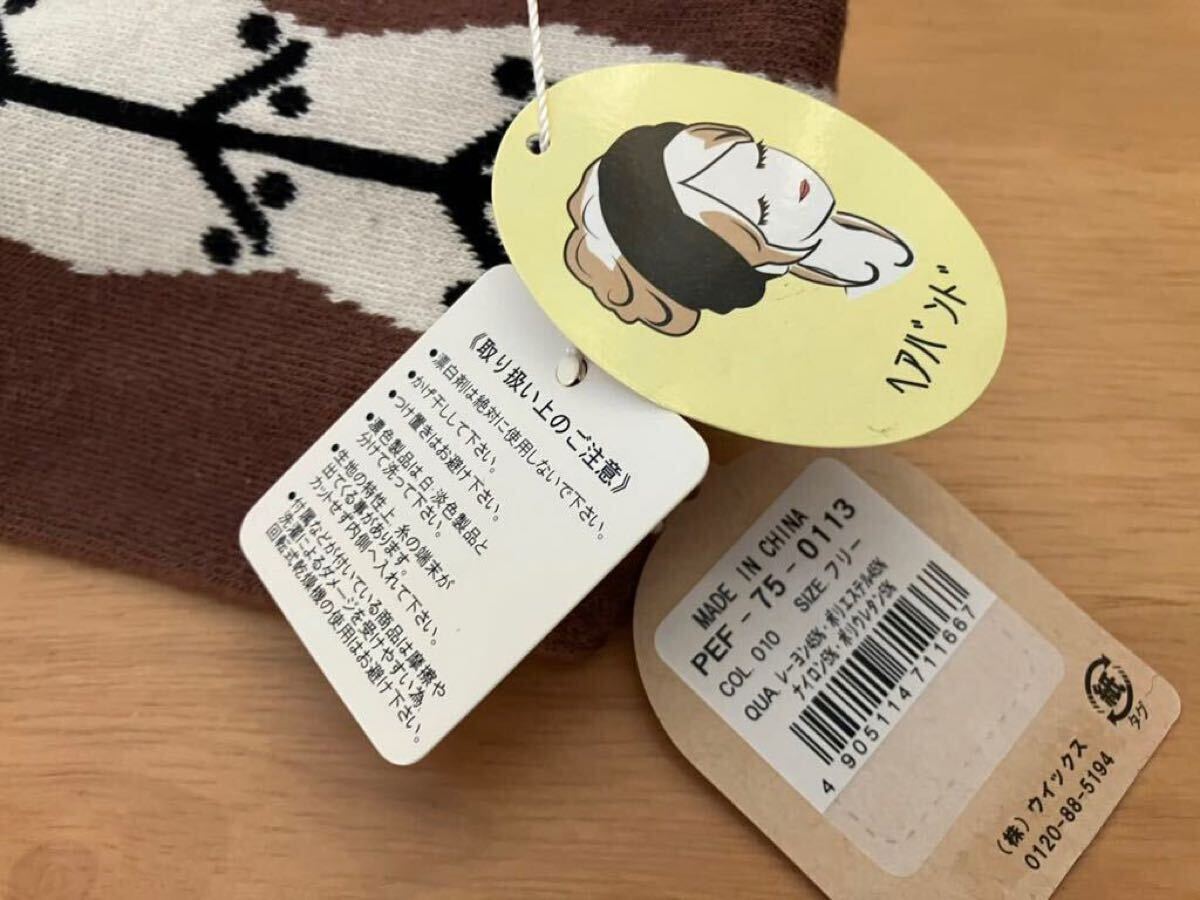 ヘアバンド
《取り扱い上のご注意》
●漂白剤は絶対に使用しないで下さい。
●かげ干しして下さい。
●つけ置きはお避け下さい。
●濃色製品は白・淡色製品と
分けて洗って下さい。
●生地の特性上、糸の端末が
出てくる事があります。
カットせず内側へ入れて下さい。
●付属などが付いている商品は摩擦や
洗濯によるダメージを受けやすい為、
回転式乾燥機の使用はお避け下さい。
MADE IN CHINA
PEF-75-0113
COL. 010 SIZE. フリー
QUA. レーヨン45%・ポリエステル45%
ナイロン5%・ポリウレタン5%
4905114711667
紙
タグ
(株)ウイックス
0120-88-5194